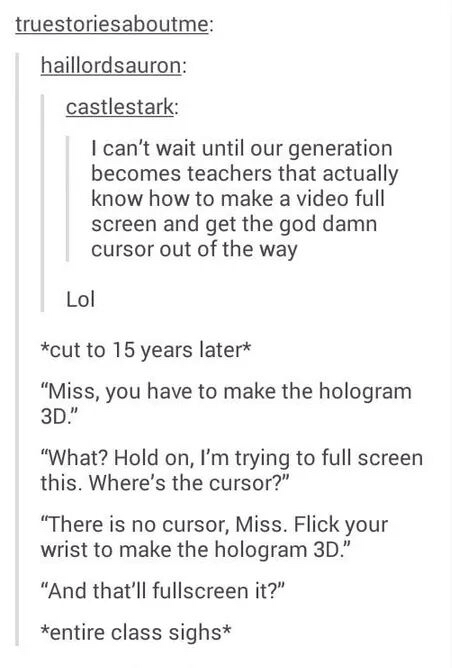 truestoriesaboutme:
haillordsauron:
castlestark:
I can’t wait until our generation
becomes teachers that actually
know how to make a video full
screen and get the god damn
cursor out of the way
Lol
*cut to 15 years later*
“Miss, you have to make the hologram
3D.”
“What? Hold on, I’m trying to full screen
this. Where’s the cursor?”
“There is no cursor, Miss. Flick your
wrist to make the hologram 3D.”
“And that’ll fullscreen it?”
*entire class sighs*